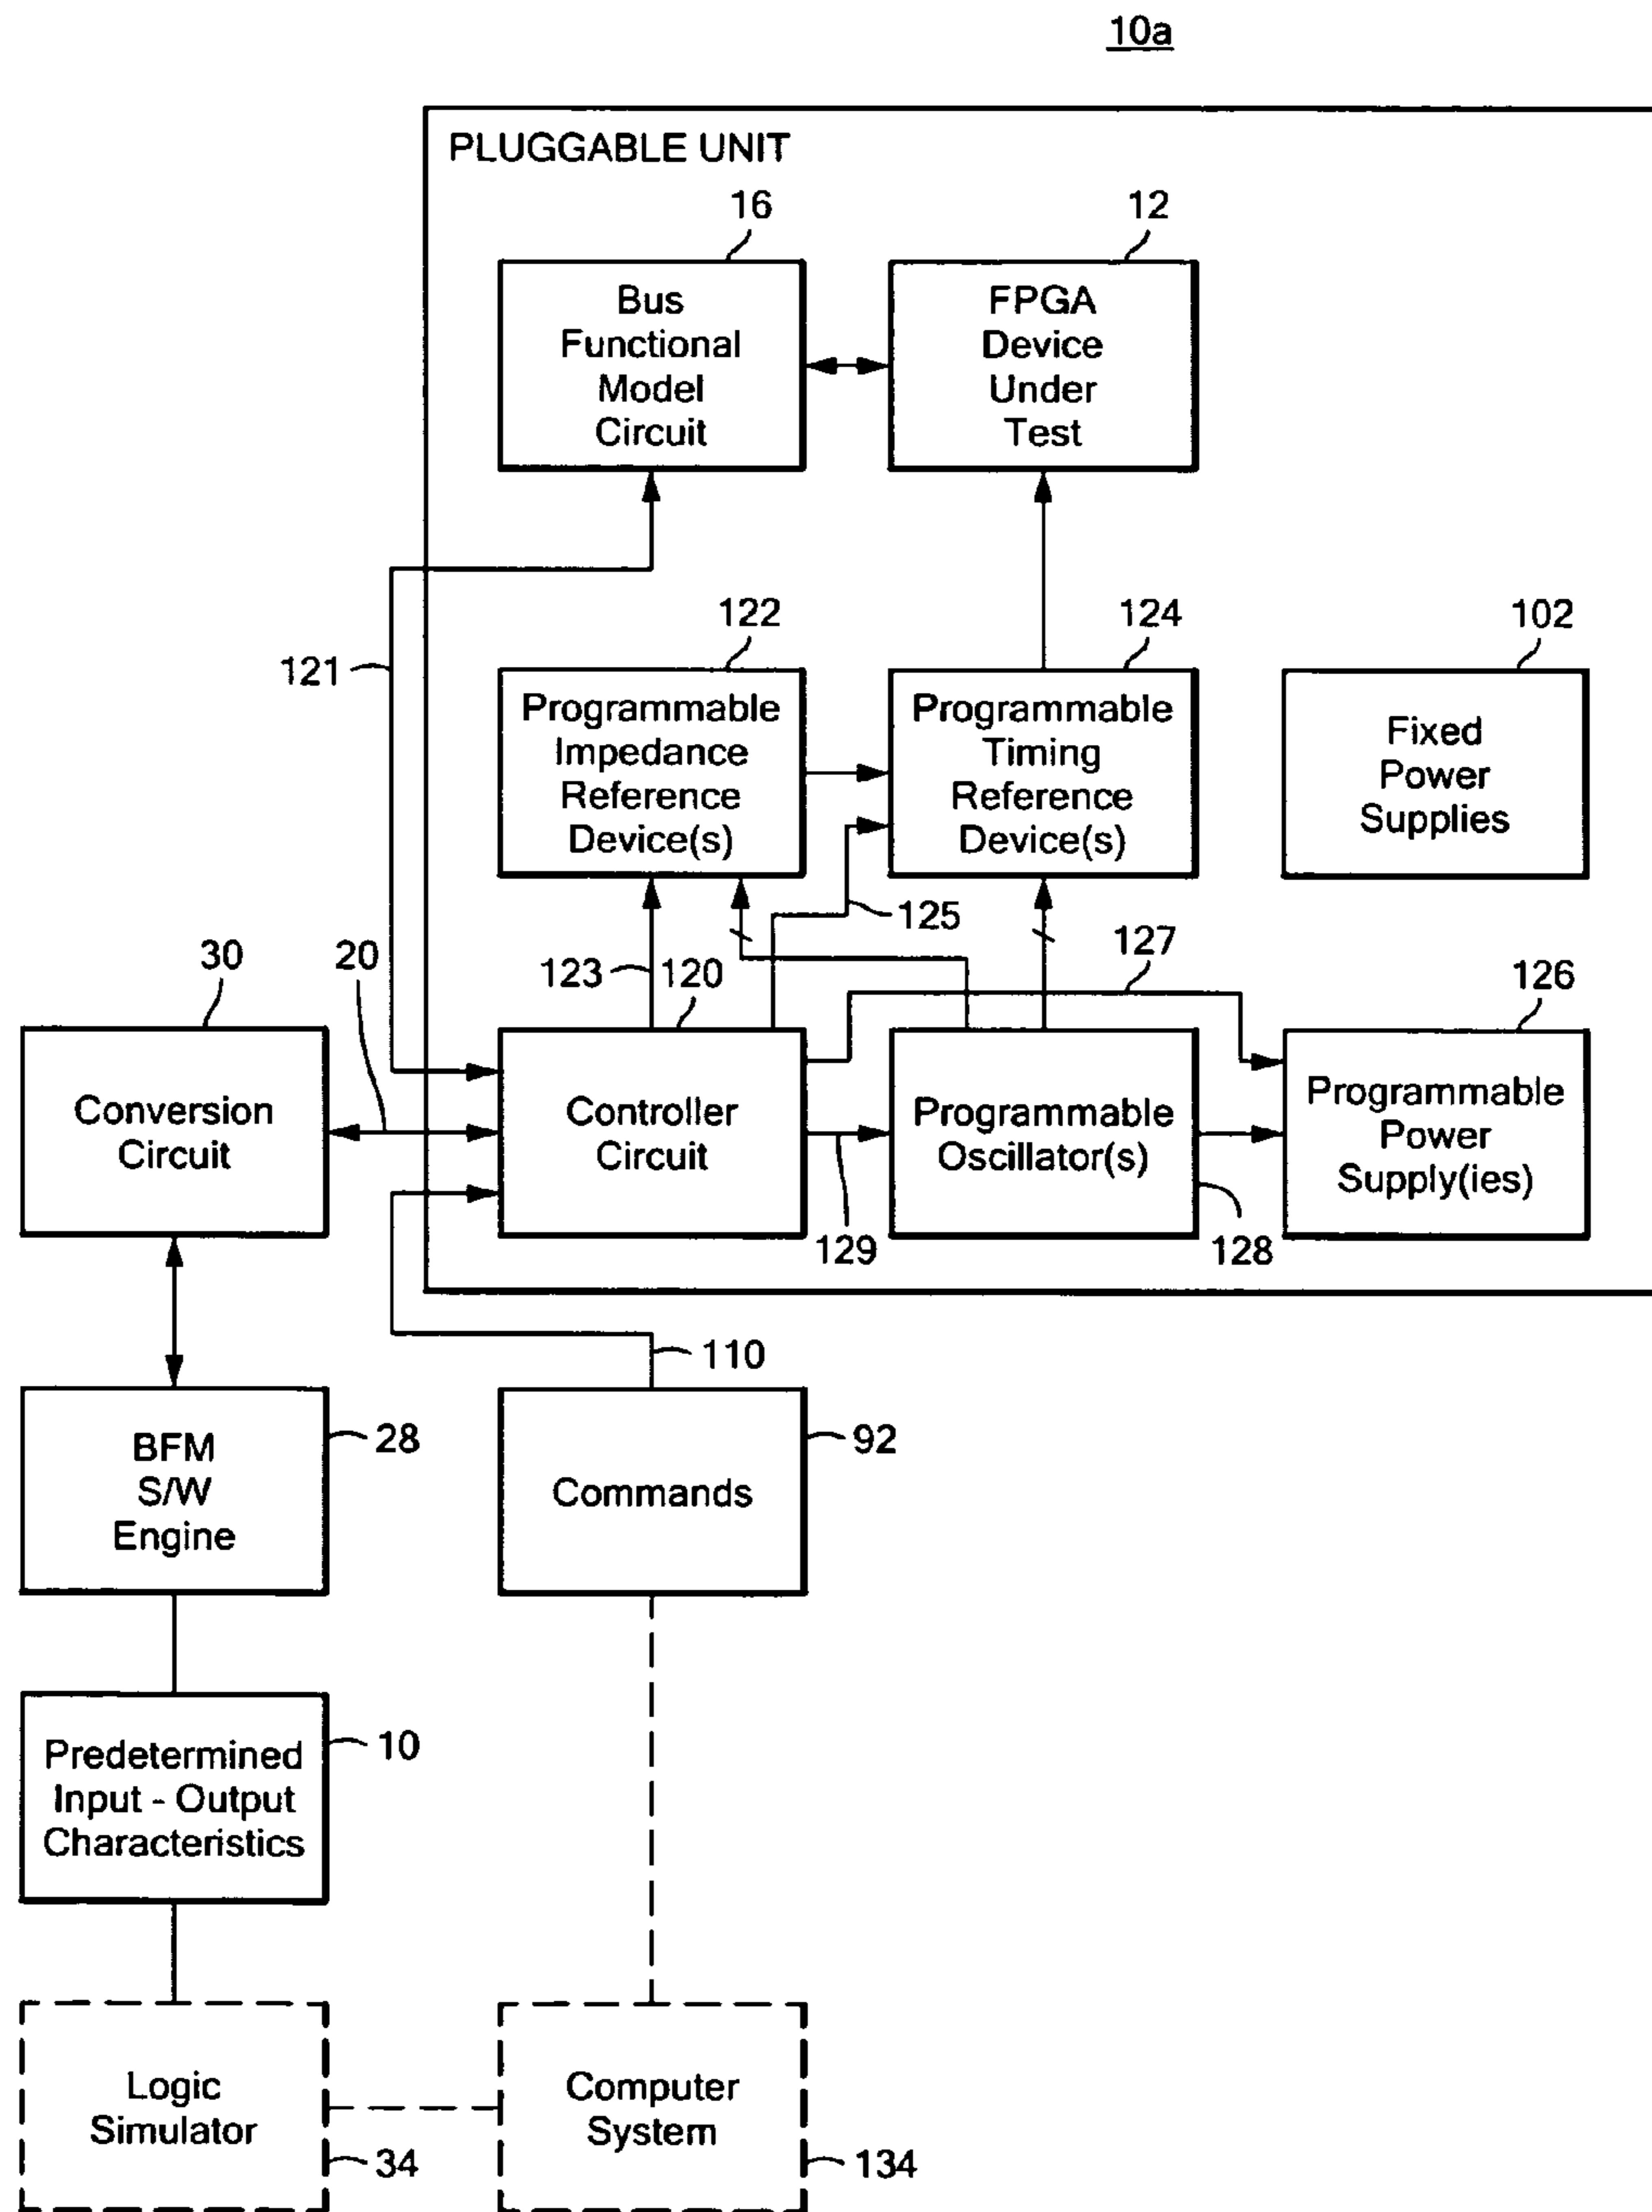 10a
PLUGGABLE UNIT
16
12
Bus
Functional
Model
Circuit
FPGA
Device
Under
Test
121
122
124
102
Programmable
Impedance
Reference
Device(s)
Programmable
Timing
Reference
Device(s)
Fixed
Power
Supplies
125
30
20
123
120
127
126
Conversion
Circuit
Controller
Circuit
Programmable
Oscillator(s)
Programmable
Power
Supply(ies)
129
128
110
BFM
S/W
Engine
28
Commands
92
Predetermined
Input - Output
Characteristics
10
Logic
Simulator
34
Computer
System
134